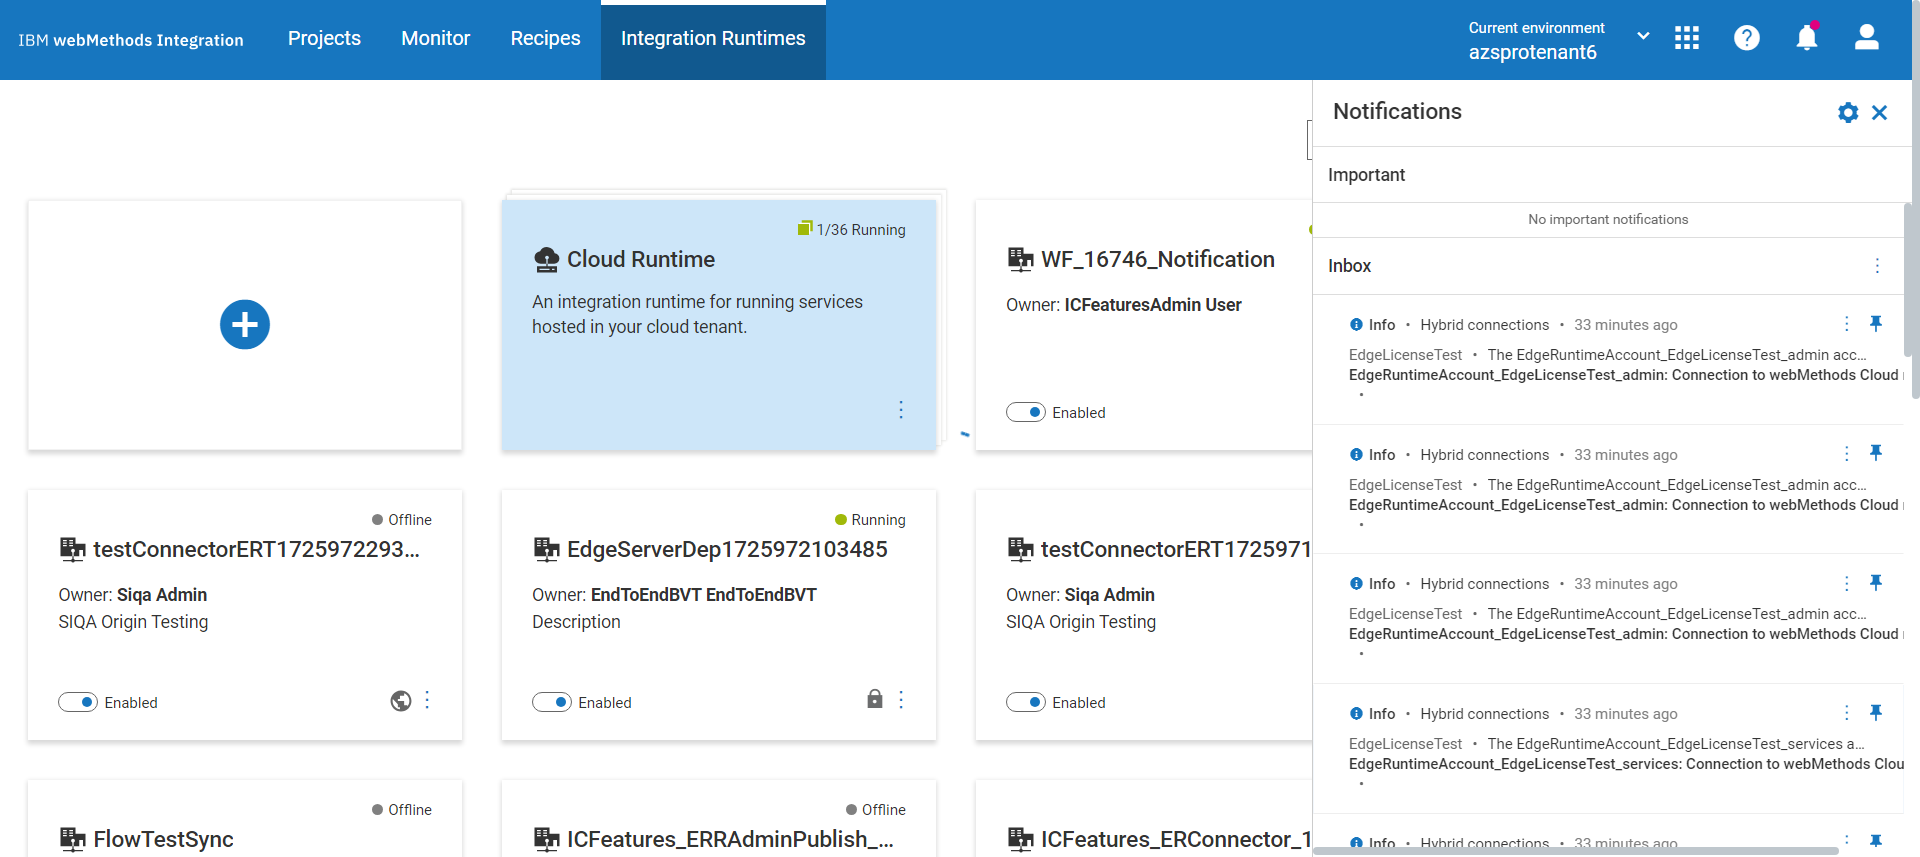 IBM webMethods Integration
Projects
Monitor
Recipes
Integration Runtimes
Current environment
azsprotenant6
Notifications
Important
No important notifications
Inbox
1/36 Running
Cloud Runtime
An integration runtime for running services
hosted in your cloud tenant.
WF_16746_Notification
Owner: ICFeaturesAdmin User
Enabled
Offline
testConnectorERT1725972293...
Owner: Siqa Admin
SIQA Origin Testing
Enabled
Running
EdgeServerDep1725972103485
Owner: EndToEndBVT EndToEndBVT
Description
Enabled
testConnectorERT1725971
Owner: Siqa Admin
SIQA Origin Testing
Enabled
Offline
FlowTestSync
Offline
ICFeatures_ERRAdminPublish_...
ICFeatures_ERConnector_1
Info • Hybrid connections • 33 minutes ago
EdgeLicenseTest • The EdgeRuntimeAccount_EdgeLicenseTest_admin acc...
EdgeRuntimeAccount_EdgeLicenseTest_admin: Connection to webMethods Cloud
Info • Hybrid connections • 33 minutes ago
EdgeLicenseTest • The EdgeRuntimeAccount_EdgeLicenseTest_admin acc...
EdgeRuntimeAccount_EdgeLicenseTest_admin: Connection to webMethods Cloud
Info • Hybrid connections • 33 minutes ago
EdgeLicenseTest • The EdgeRuntimeAccount_EdgeLicenseTest_admin acc...
EdgeRuntimeAccount_EdgeLicenseTest_admin: Connection to webMethods Cloud
Info • Hybrid connections • 33 minutes ago
EdgeLicenseTest • The EdgeRuntimeAccount_EdgeLicenseTest_services a...
EdgeRuntimeAccount_EdgeLicenseTest_services: Connection to webMethods Clou
Info • Hybrid connections • 33 minutes ago